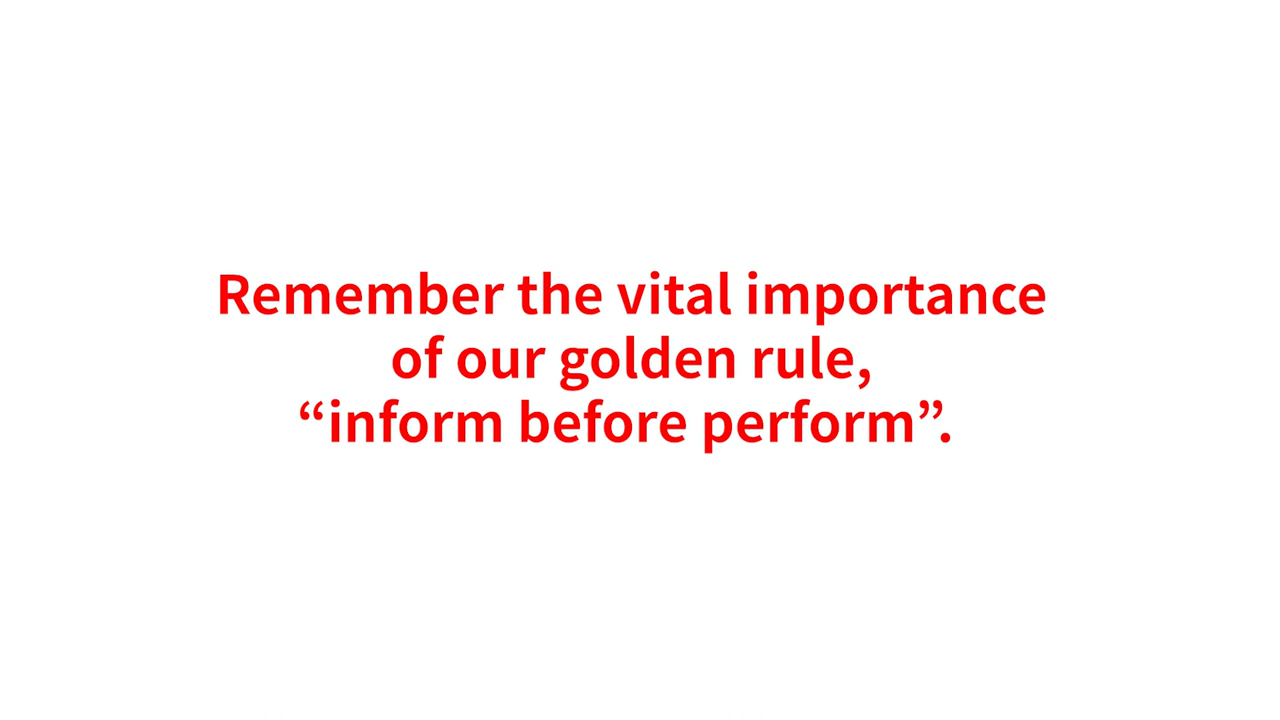 Remember the vital importance
of our golden rule,
“inform before perform”.